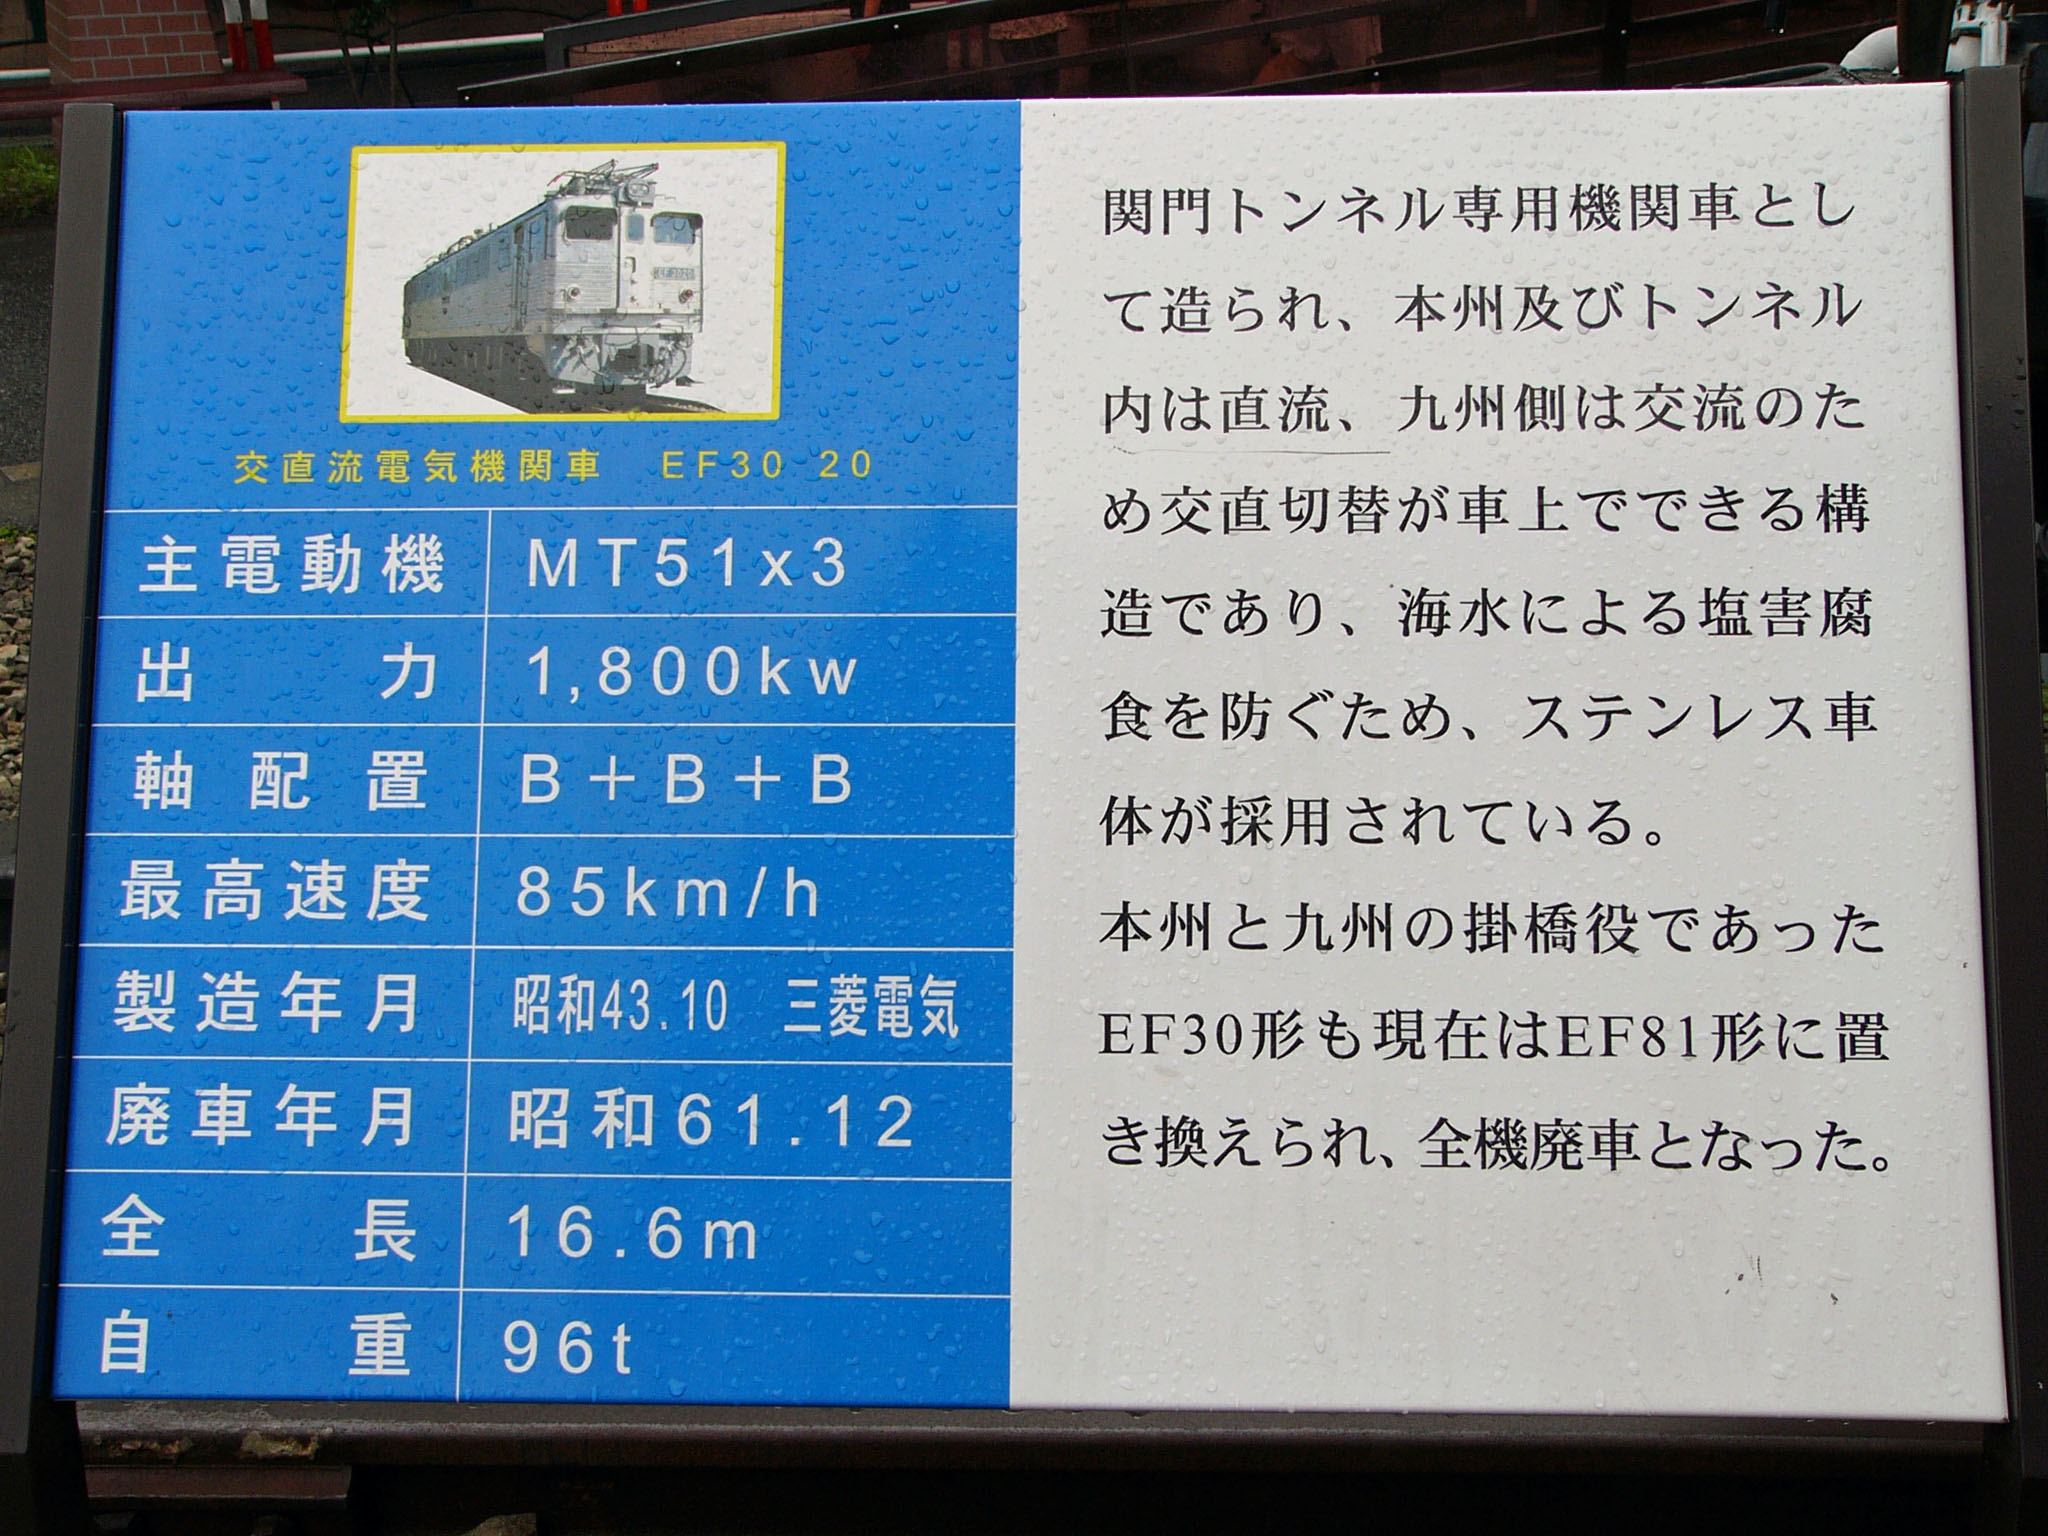 EF3020
交直流電気機関車　EF30 20
主電動機 MT51x3
出力 1,800kw
軸配置 B＋B＋B
最高速度 85km/h
製造年月 昭和43.10　三菱電気
廃車年月 昭和61.12
全長 16.6m
自重 96t
関門トンネル専用機関車とし
て造られ、本州及びトンネル
内は直流、九州側は交流のた
め交直切替が車上でできる構
造であり、海水による塩害腐
食を防ぐため、ステンレス車
体が採用されている。
本州と九州の掛橋役であった
EF30形も現在はEF81形に置
き換えられ、全機廃車となった。